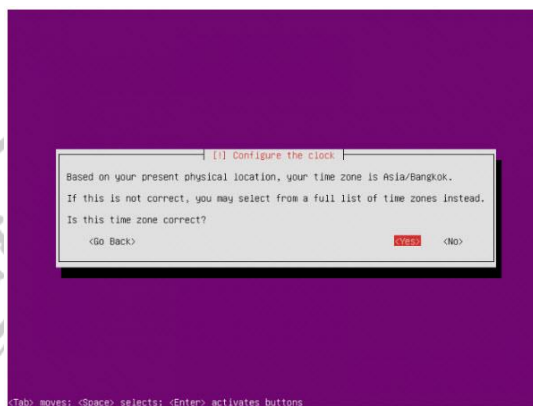 [!] Configure the clock
Based on your present physical location, your time zone is Asia/Bangkok.
If this is not correct, you may select from a full list of time zones instead.
Is this time zone correct?
<Go Back> <Yes> <No>
<Tab> moves; <Space> selects; <Enter> activates buttons